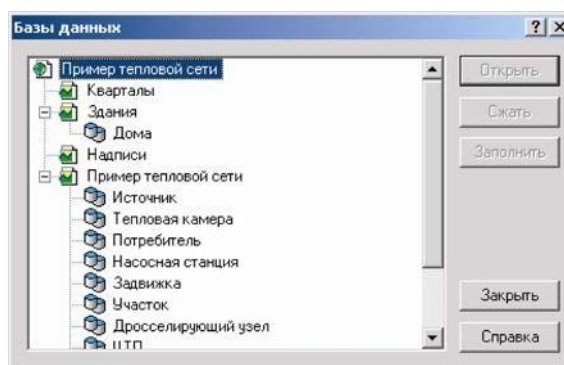 Базы данных
Пример тепловой сети
Кварталы
Здания
Дома
Надписи
Пример тепловой сети
Источник
Тепловая камера
Потребитель
Насосная станция
Задвижка
Участок
Дросселирующий узел
ЦТП
Открыть
Сжать
Заполнить
Закрыть
Справка